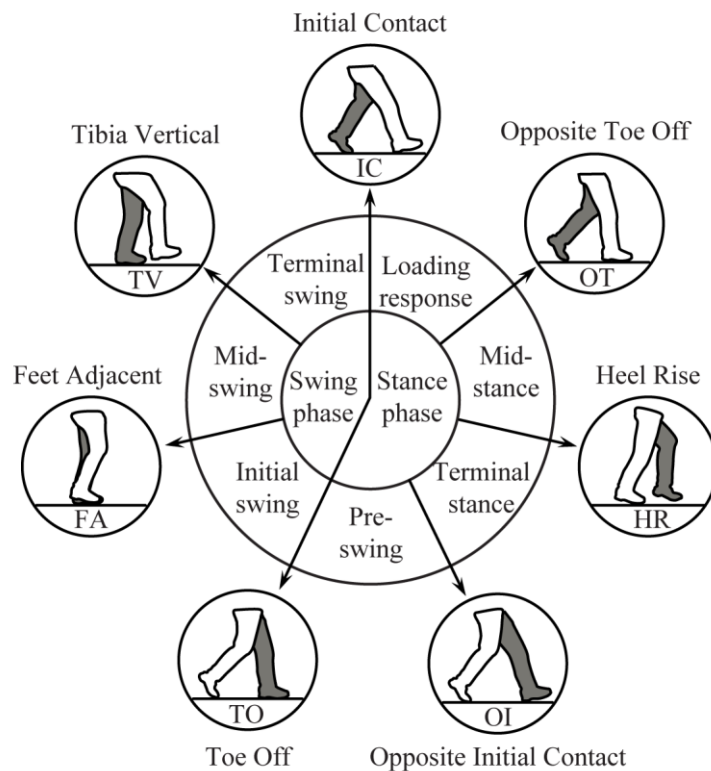 Initial Contact
IC
Tibia Vertical
TV
Opposite Toe Off
OT
Terminal
swing
Loading
response
Mid-
swing
Swing
phase
Stance
phase
Mid-
stance
Feet Adjacent
FA
Heel Rise
HR
Initial
swing
Pre-
swing
Terminal
stance
TO
Toe Off
OI
Opposite Initial Contact